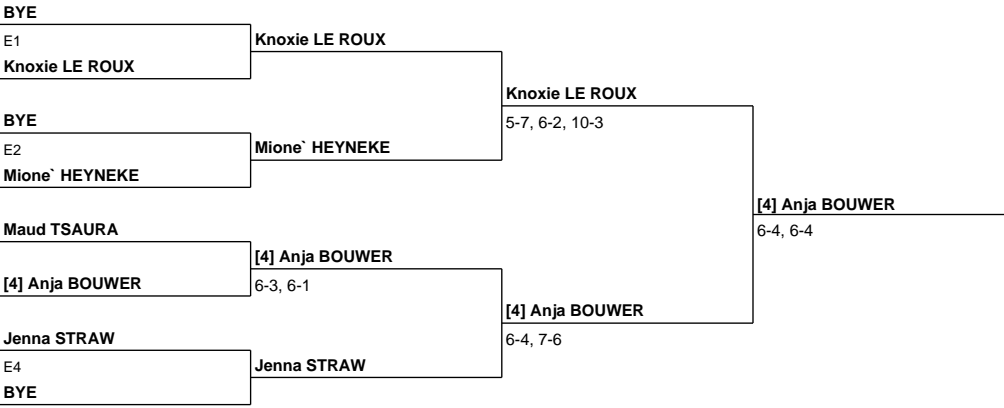 BYE
E1
Knoxie LE ROUX
BYE
E2
Mione` HEYNEKE
Maud TSAURA
[4] Anja BOUWER
Jenna STRAW
E4
BYE
Knoxie LE ROUX
Mione` HEYNEKE
[4] Anja BOUWER
6-3, 6-1
Jenna STRAW
Knoxie LE ROUX
5-7, 6-2, 10-3
[4] Anja BOUWER
6-4, 7-6
[4] Anja BOUWER
6-4, 6-4